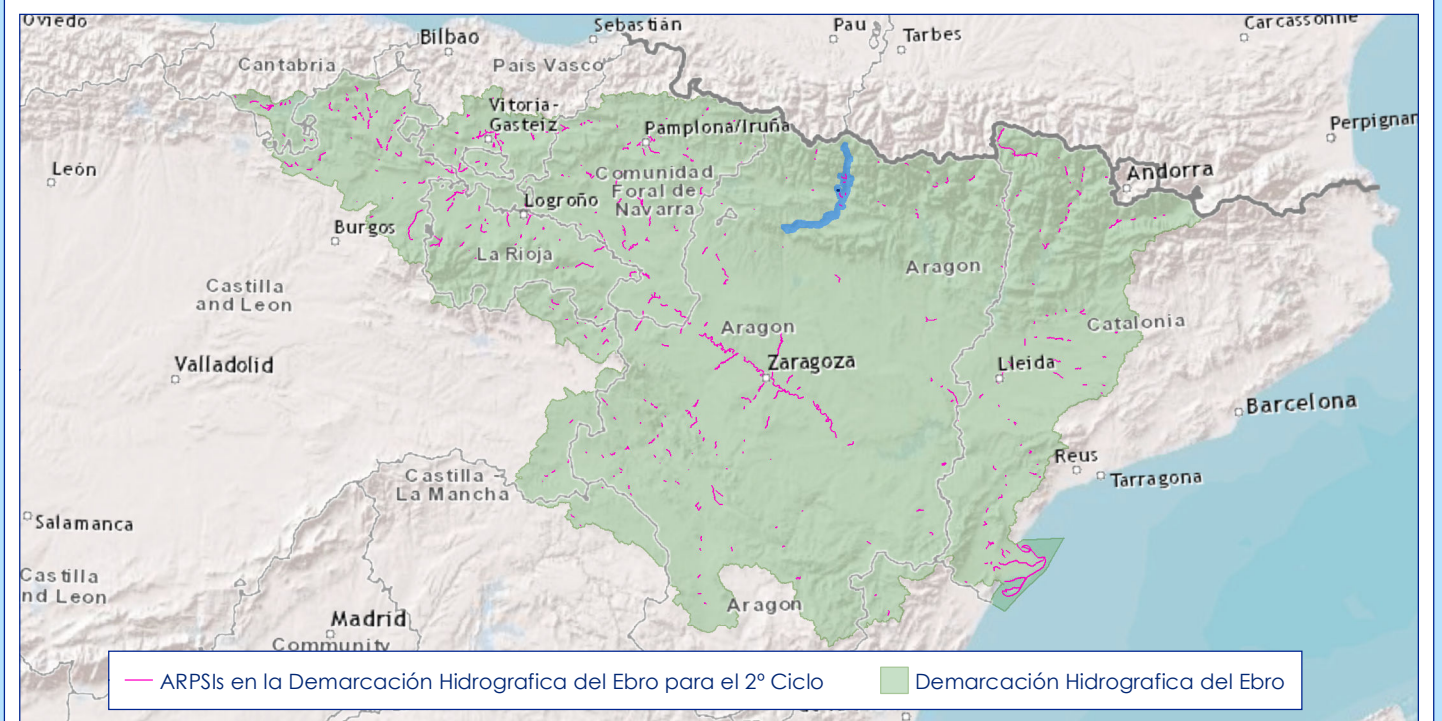 Oviedo
Sebastián
Pau
Tarbes
Carcassonne
Bilbao
Cantabria
Pais Vasco
Vitoria-
Gasteiz
Pamplona/Iruña
Perpignan
León
Comunidad
Foral de
Navarra
Andorra
Logroño
Burgos
La Rioja
Aragon
Castilla
and Leon
Aragon
Catalonia
Valladolid
Zaragoza
Lleida
Barcelona
Reus
Castilla
La Mancha
Tarragona
Salamanca
Castilla
nd Leon
Aragon
Madrid
Community
ARPSIs en la Demarcación Hidrografica del Ebro para el 2º Ciclo
Demarcación Hidrografica del Ebro